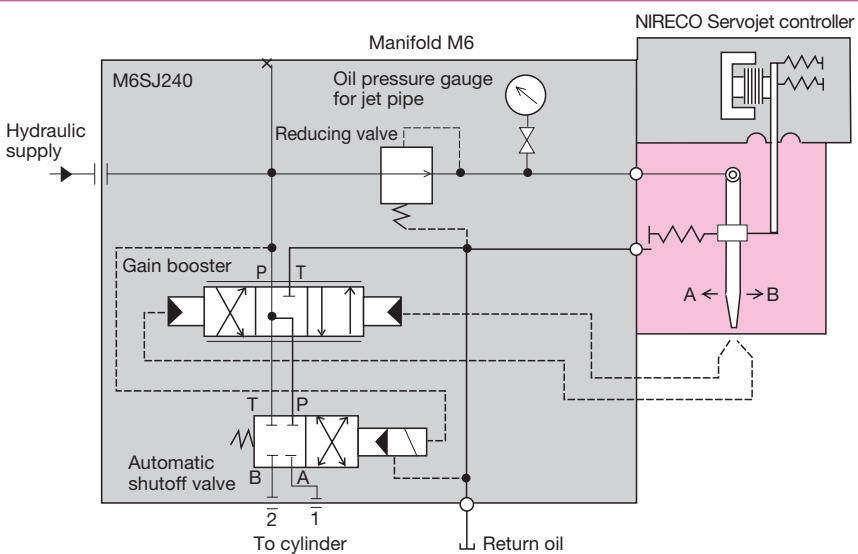 NIRECO Servojet controller
Manifold M6
M6SJ240
Oil pressure gauge
for jet pipe
Hydraulic
supply
Reducing valve
Gain booster
P T
A B
T P
Automatic
shutoff valve
B A
2 1
To cylinder
Return oil